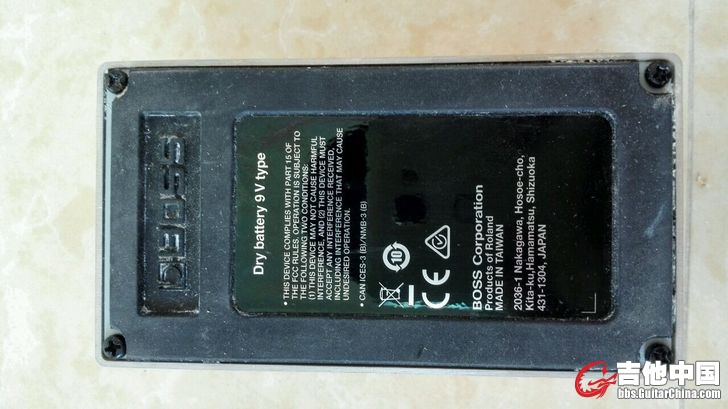 BOSS
Dry battery 9 V type
• THIS DEVICE COMPLIES WITH PART 15 OF
THE FCC RULES. OPERATION IS SUBJECT TO
THE FOLLOWING TWO CONDITIONS:
(1) THIS DEVICE MAY NOT CAUSE HARMFUL
INTERFERENCE, AND (2) THIS DEVICE MUST
ACCEPT ANY INTERFERENCE RECEIVED,
INCLUDING INTERFERENCE THAT MAY CAUSE
UNDESIRED OPERATION.
• CAN ICES-3 (B)/NMB-3 (B)
10
CE
BOSS Corporation
Products of Roland
MADE IN TAIWAN
2036-1 Nakagawa, Hosoe-cho,
Kita-ku,Hamamatsu, Shizuoka
431-1304, JAPAN
吉他中国
bbs.GuitarChina.com